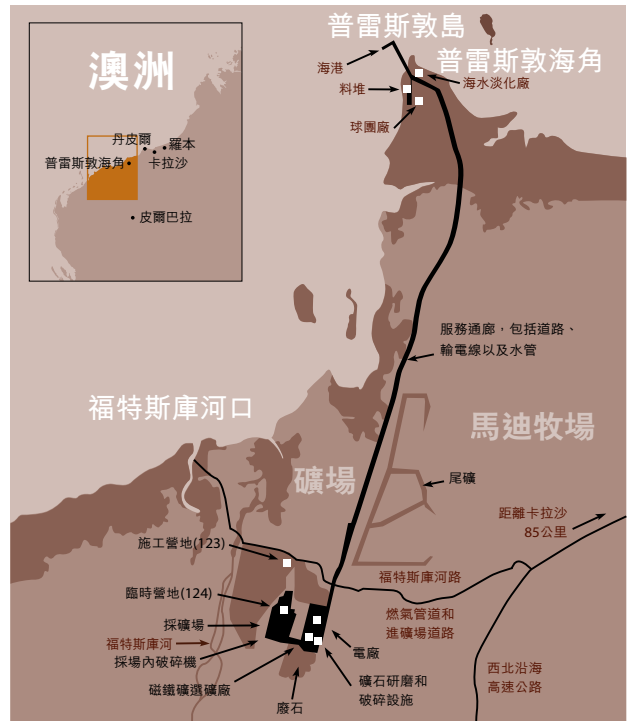 澳洲
丹皮爾
羅本
普雷斯敦海角
卡拉沙
皮爾巴拉
普雷斯敦島
海港
普雷斯敦海角
料堆
海水淡化廠
球團廠
服務通廊，包括道路、
輸電線以及水管
福特斯庫河口
馬迪牧場
礦場
尾礦
距離卡拉沙
85公里
施工營地(123)
福特斯庫河路
臨時營地(124)
燃氣管道和
進礦場道路
採礦場
福特斯庫河
採場內破碎機
電廠
磁鐵礦選礦廠
礦石研磨和
破碎設施
廢石
西北沿海
高速公路